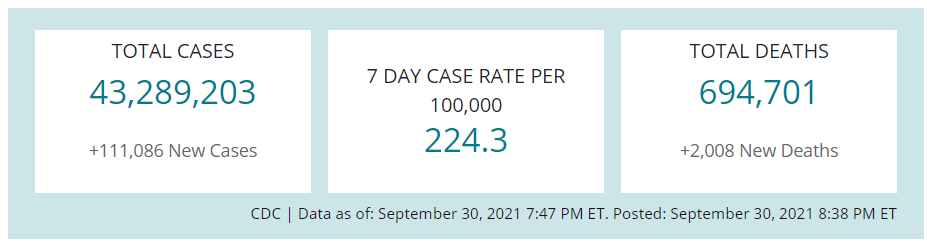 TOTAL CASES
43,289,203
+111,086 New Cases
7 DAY CASE RATE PER
100,000
224.3
TOTAL DEATHS
694,701
+2,008 New Deaths
CDC | Data as of: September 30, 2021 7:47 PM ET. Posted: September 30, 2021 8:38 PM ET